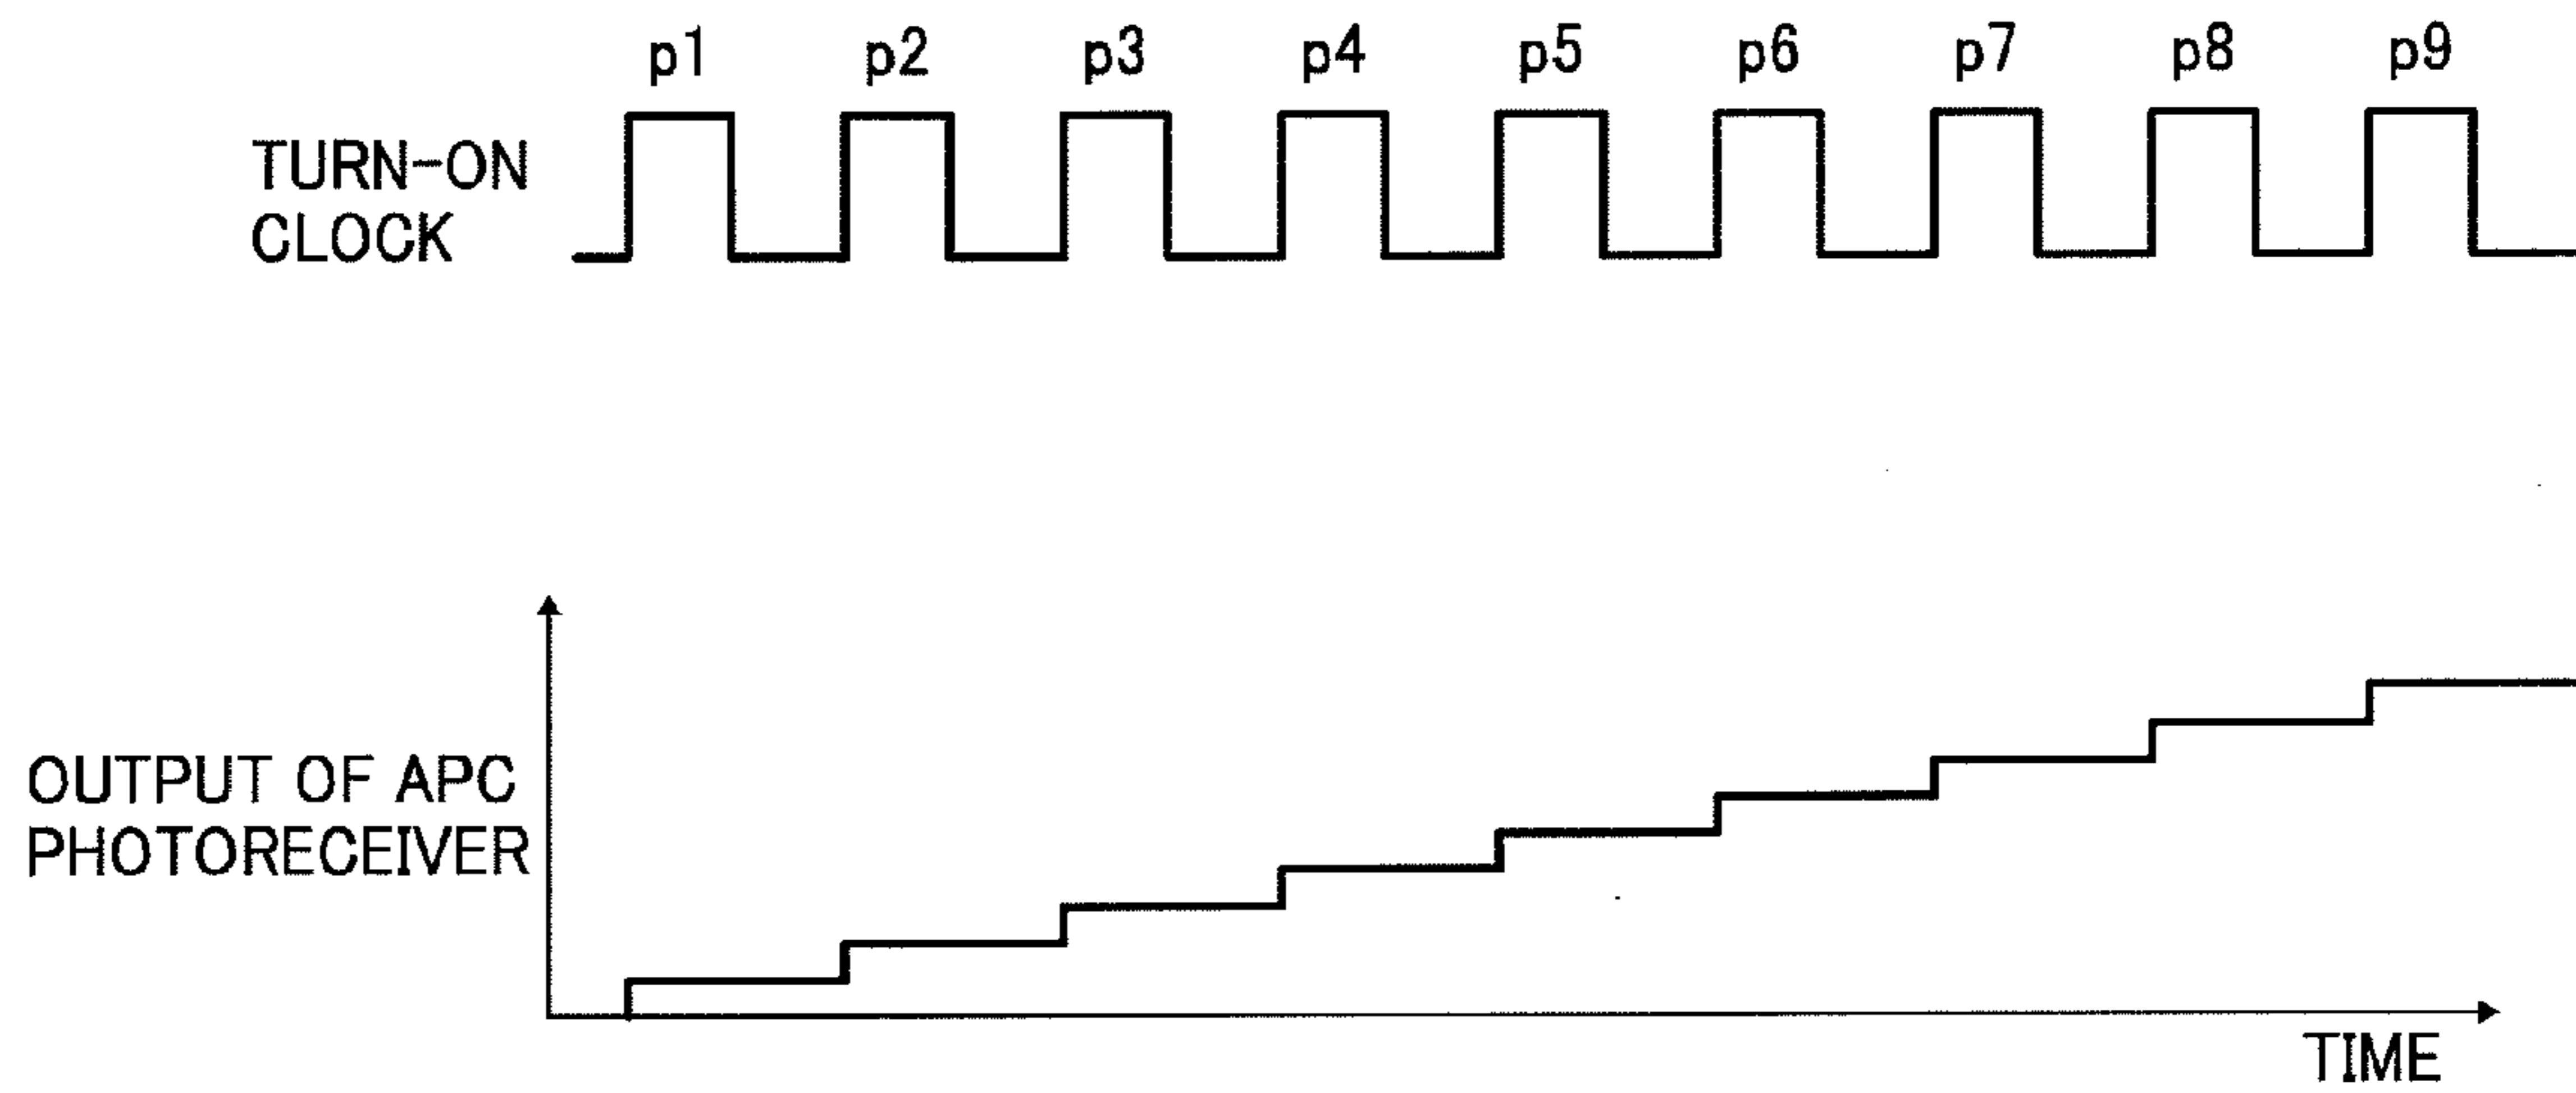 p1 p2 p3 p4 p5 p6 p7 p8 p9
TURN-ON
CLOCK
OUTPUT OF APC
PHOTORECEIVER
TIME